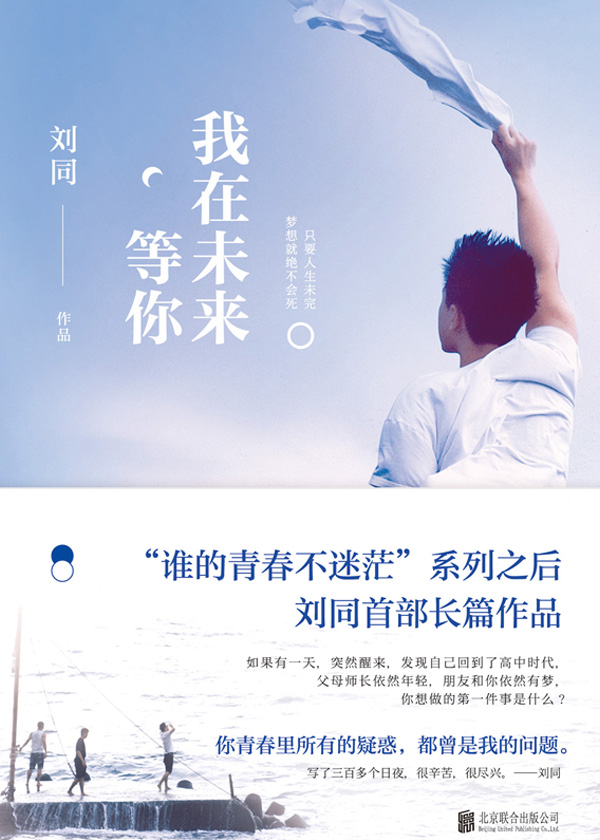 我在未来
等你
刘同
作品
只要人生未完
梦想就绝不会死
“谁的青春不迷茫”系列之后
刘同首部长篇作品
如果有一天，突然醒来，发现自己回到了高中时代，
父母师长依然年轻，朋友和你依然有梦，
你想做的第一件事是什么？
你青春里所有的疑惑，都曾是我的问题。
写了三百多个日夜，很辛苦，很尽兴。——刘同
北京联合出版公司
Beijing United Publishing Co.,Ltd.